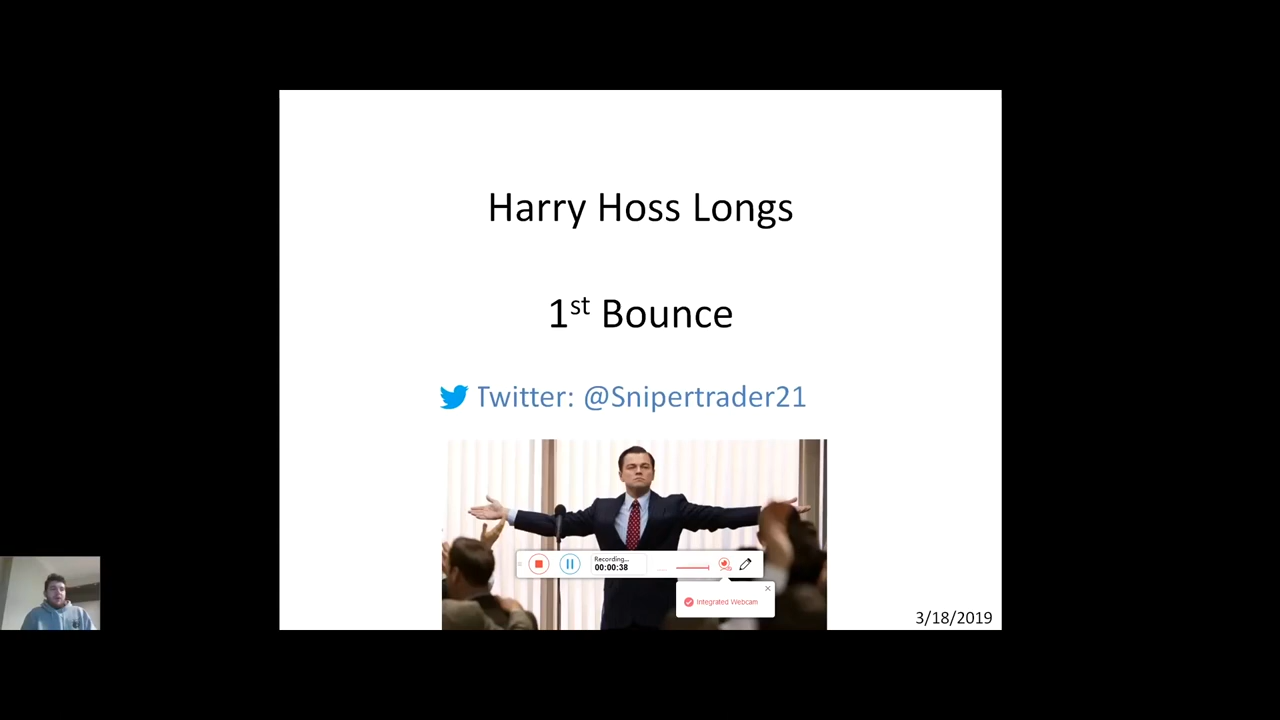 Harry Hoss Longs
1st Bounce
Twitter: @Snipertrader21
Recording...
00:00:38
Integrated Webcam
3/18/2019